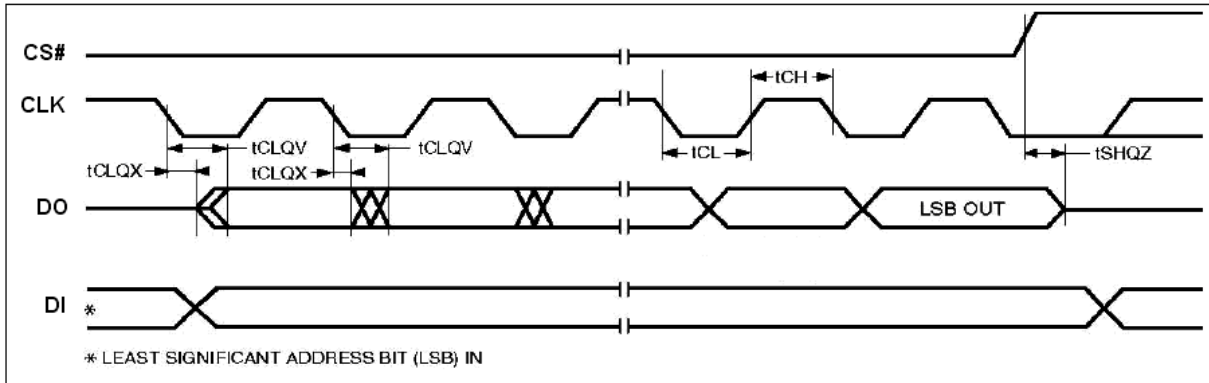 CS#
tCH
CLK
tCLQV
tCLQV
tCL
tCLQX
tCLQX
tSHQZ
DO
LSB OUT
DI
*
* LEAST SIGNIFICANT ADDRESS BIT (LSB) IN